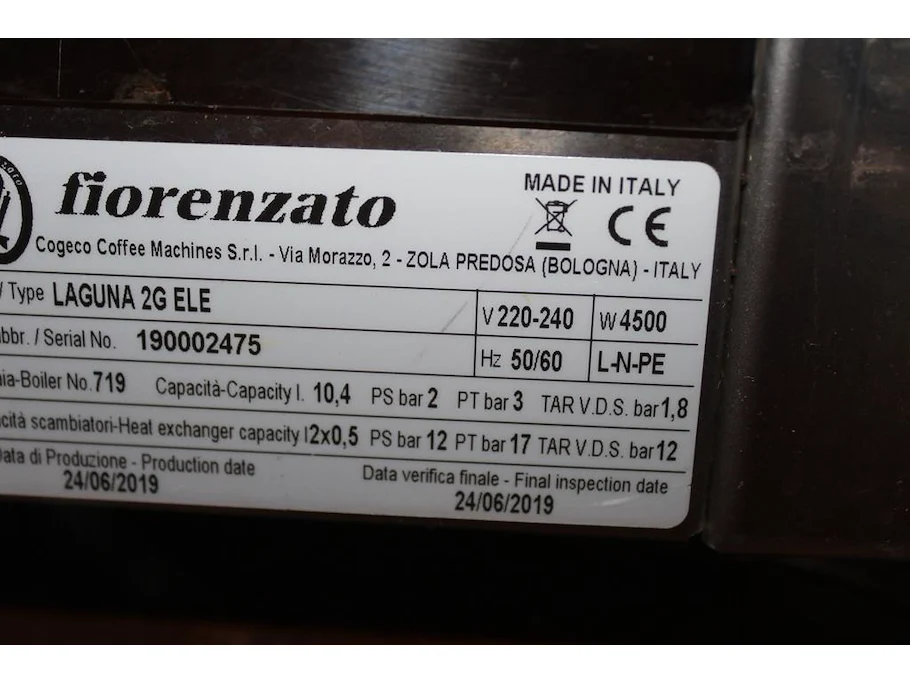 fiorenzato
MADE IN ITALY
CE
Cogeco Coffee Machines S.r.l. - Via Morazzo, 2 - ZOLA PREDOSA (BOLOGNA) - ITALY
/ Type LAGUNA 2G ELE
V 220-240 W 4500
abbr. / Serial No. 190002475
Hz 50/60 L-N-PE
aia-Boiler No. 719 Capacità-Capacity l. 10,4 PS bar 2 PT bar 3 TAR V.D.S. bar 1,8
cità scambiatori-Heat exchanger capacity l 2x0,5 PS bar 12 PT bar 17 TAR V.D.S. bar 12
Data di Produzione - Production date
24/06/2019
Data verifica finale - Final inspection date
24/06/2019